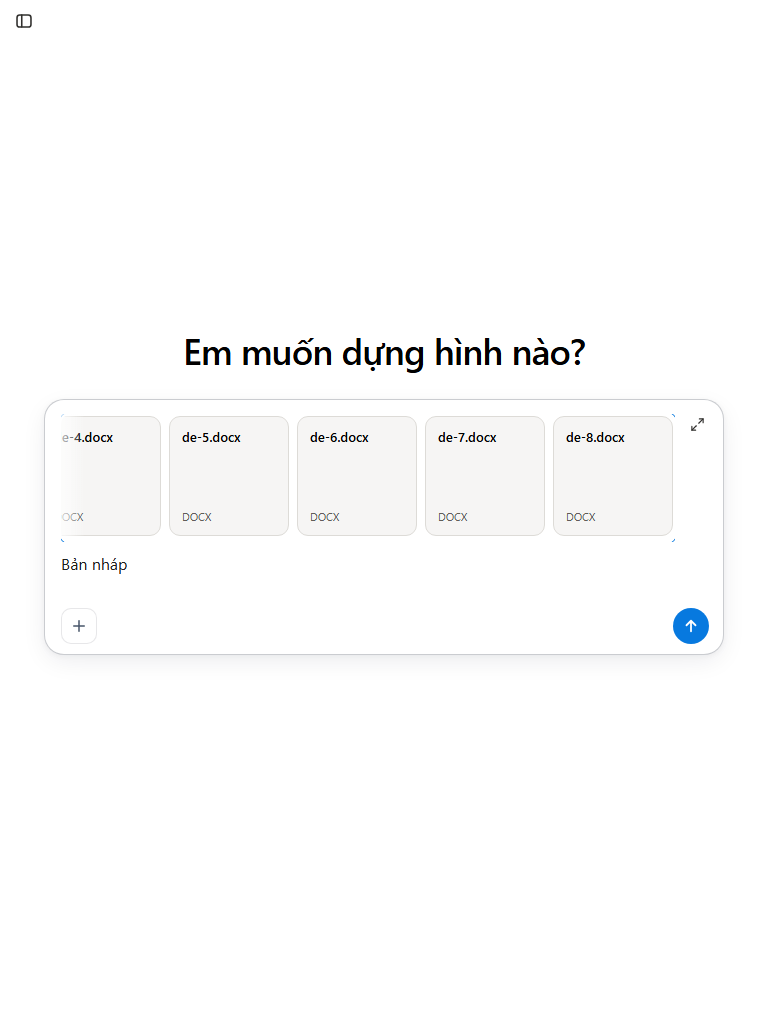 Em muốn dựng hình nào?
e-4.docx
de-5.docx
de-6.docx
de-7.docx
de-8.docx
OCX
DOCX
DOCX
DOCX
DOCX
Bản nháp